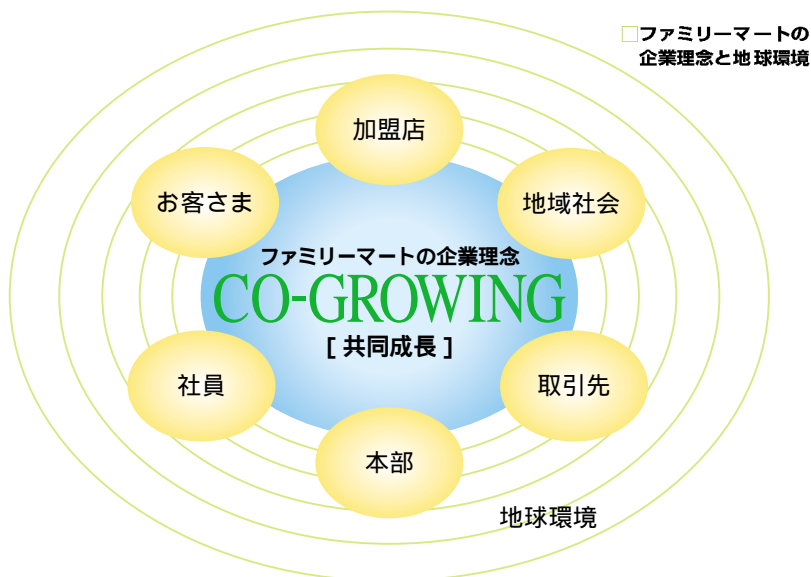 □ファミリーマートの
企業理念と地球環境
加盟店
お客さま
地域社会
ファミリーマートの企業理念
CO-GROWING
[ 共同成長 ]
社員
取引先
本部
地球環境